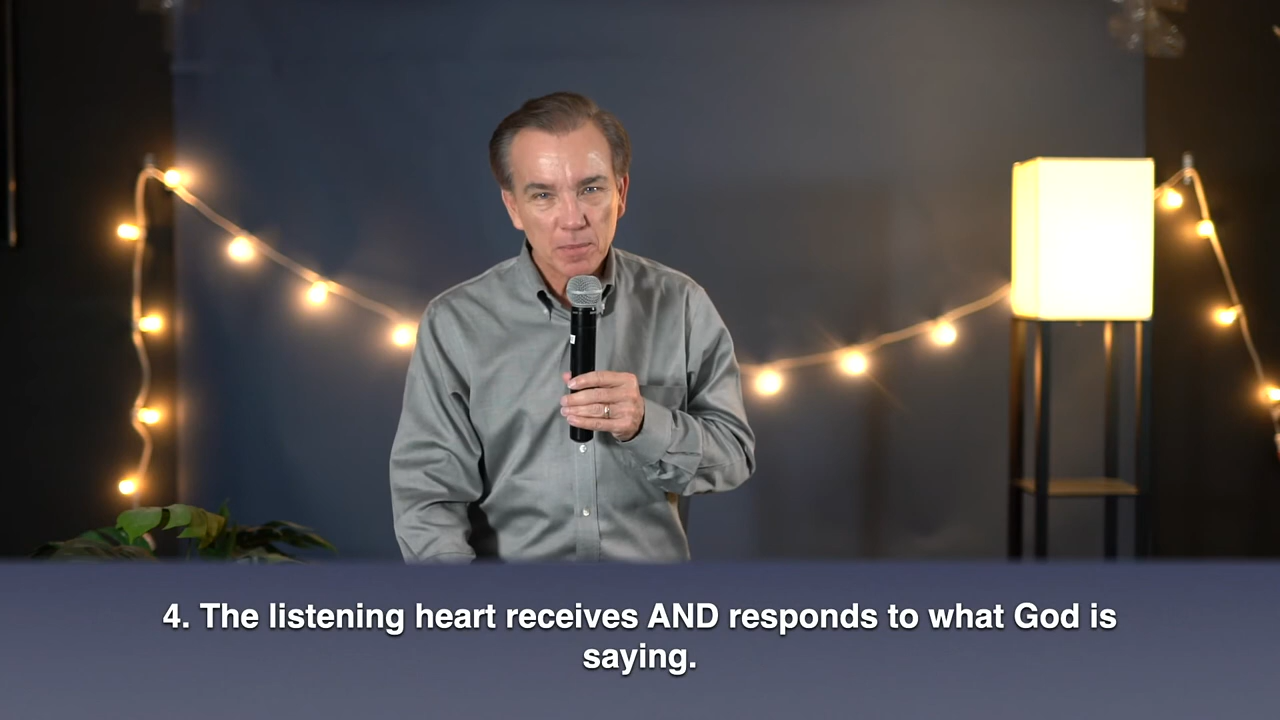 4. The listening heart receives AND responds to what God is
saying.